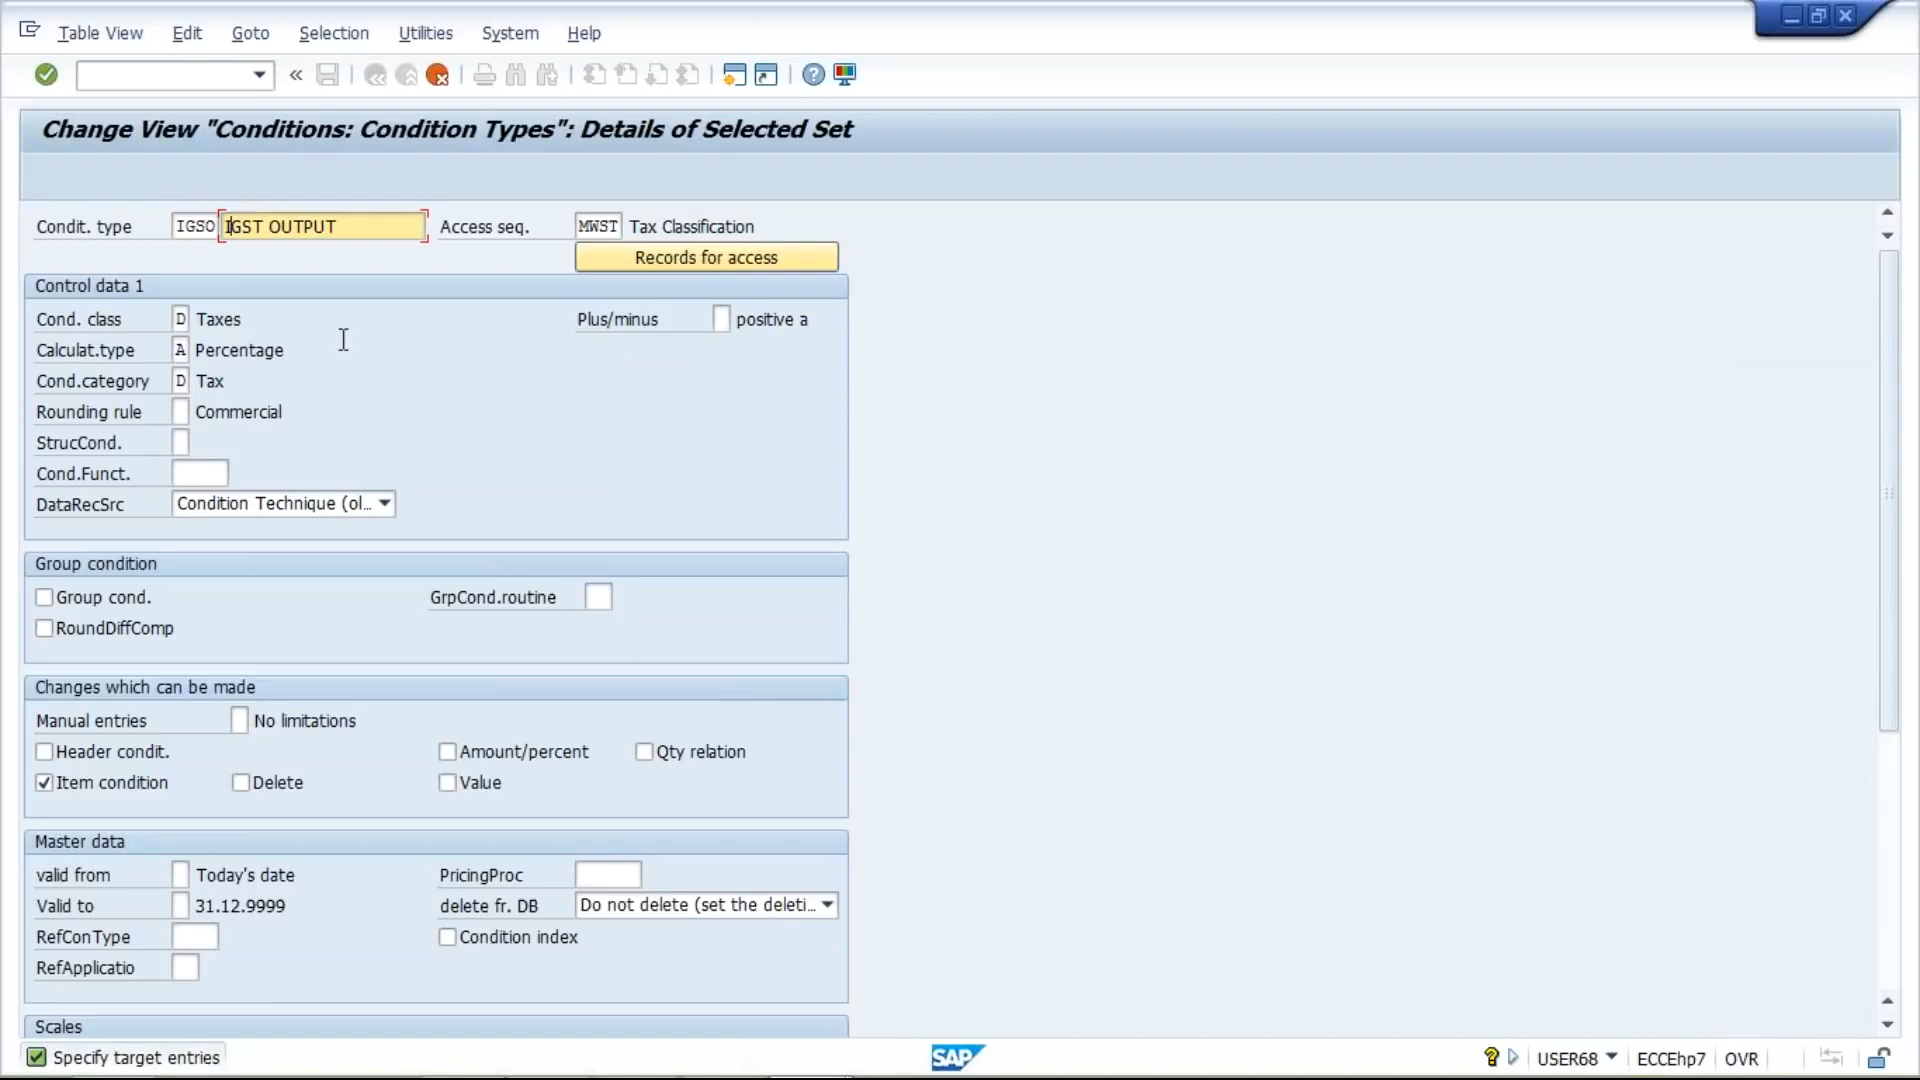 Table View Edit Goto Selection Utilities System Help
Change View "Conditions: Condition Types": Details of Selected Set
Condit. type IGSO IGST OUTPUT Access seq. MWST Tax Classification
Records for access
Control data 1
Cond. class D Taxes Plus/minus positive a
Calculat.type A Percentage
Cond.category D Tax
Rounding rule Commercial
StrucCond.
Cond.Funct.
DataRecSrc Condition Technique (ol...
Group condition
Group cond. GrpCond.routine
RoundDiffComp
Changes which can be made
Manual entries No limitations
Header condit. Amount/percent Qty relation
Item condition Delete Value
Master data
valid from Today's date PricingProc
Valid to 31.12.9999 delete fr. DB Do not delete (set the deleti...
RefConType Condition index
RefApplicatio
Scales
Specify target entries SAP USER68 ECCEhp7 OVR